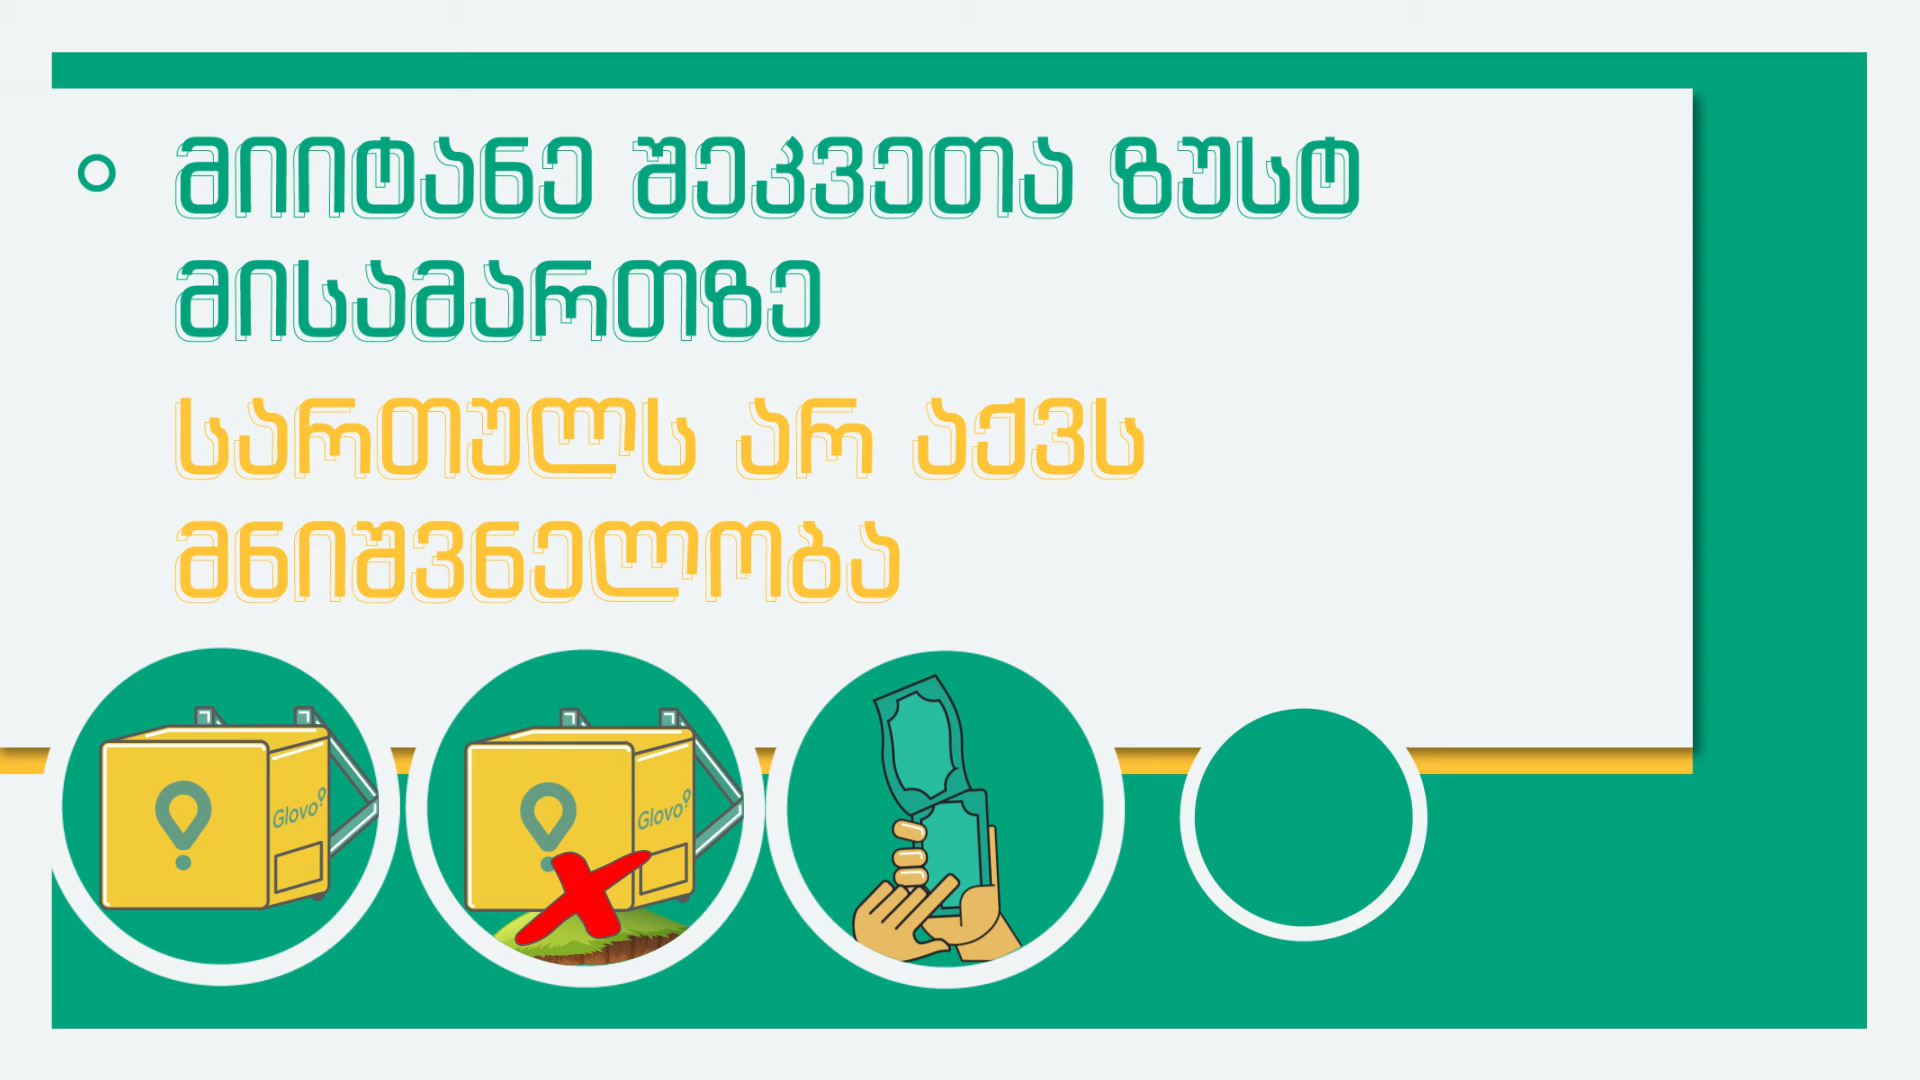 მიიტანე შეკვეთა ზუსტ
მისამართზე
სართულს არ აქვს
მნიშვნელობა
Glovo
Glovo